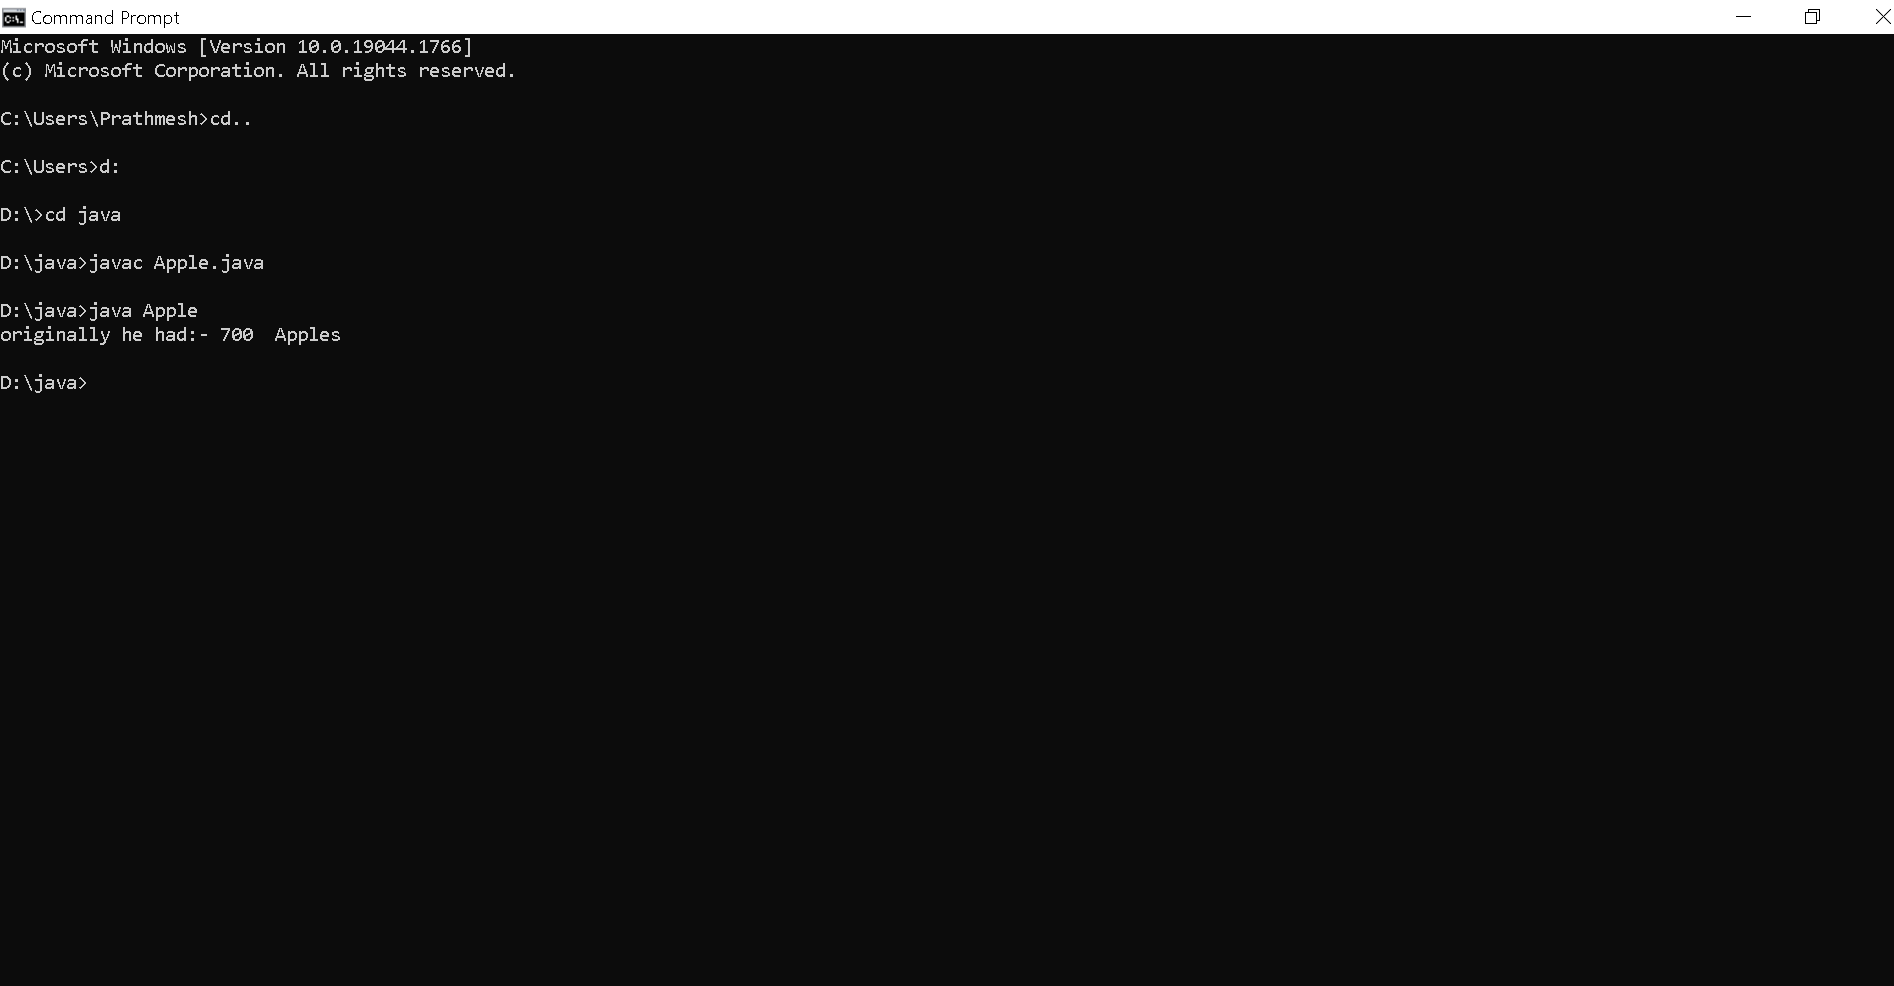 Command Prompt
Microsoft Windows [Version 10.0.19044.1766]
(c) Microsoft Corporation. All rights reserved.
C:\Users\Prathmesh>cd..
C:\Users>d:
D:\>cd java
D:\java>javac Apple.java
D:\java>java Apple
originally he had:- 700  Apples
D:\java>